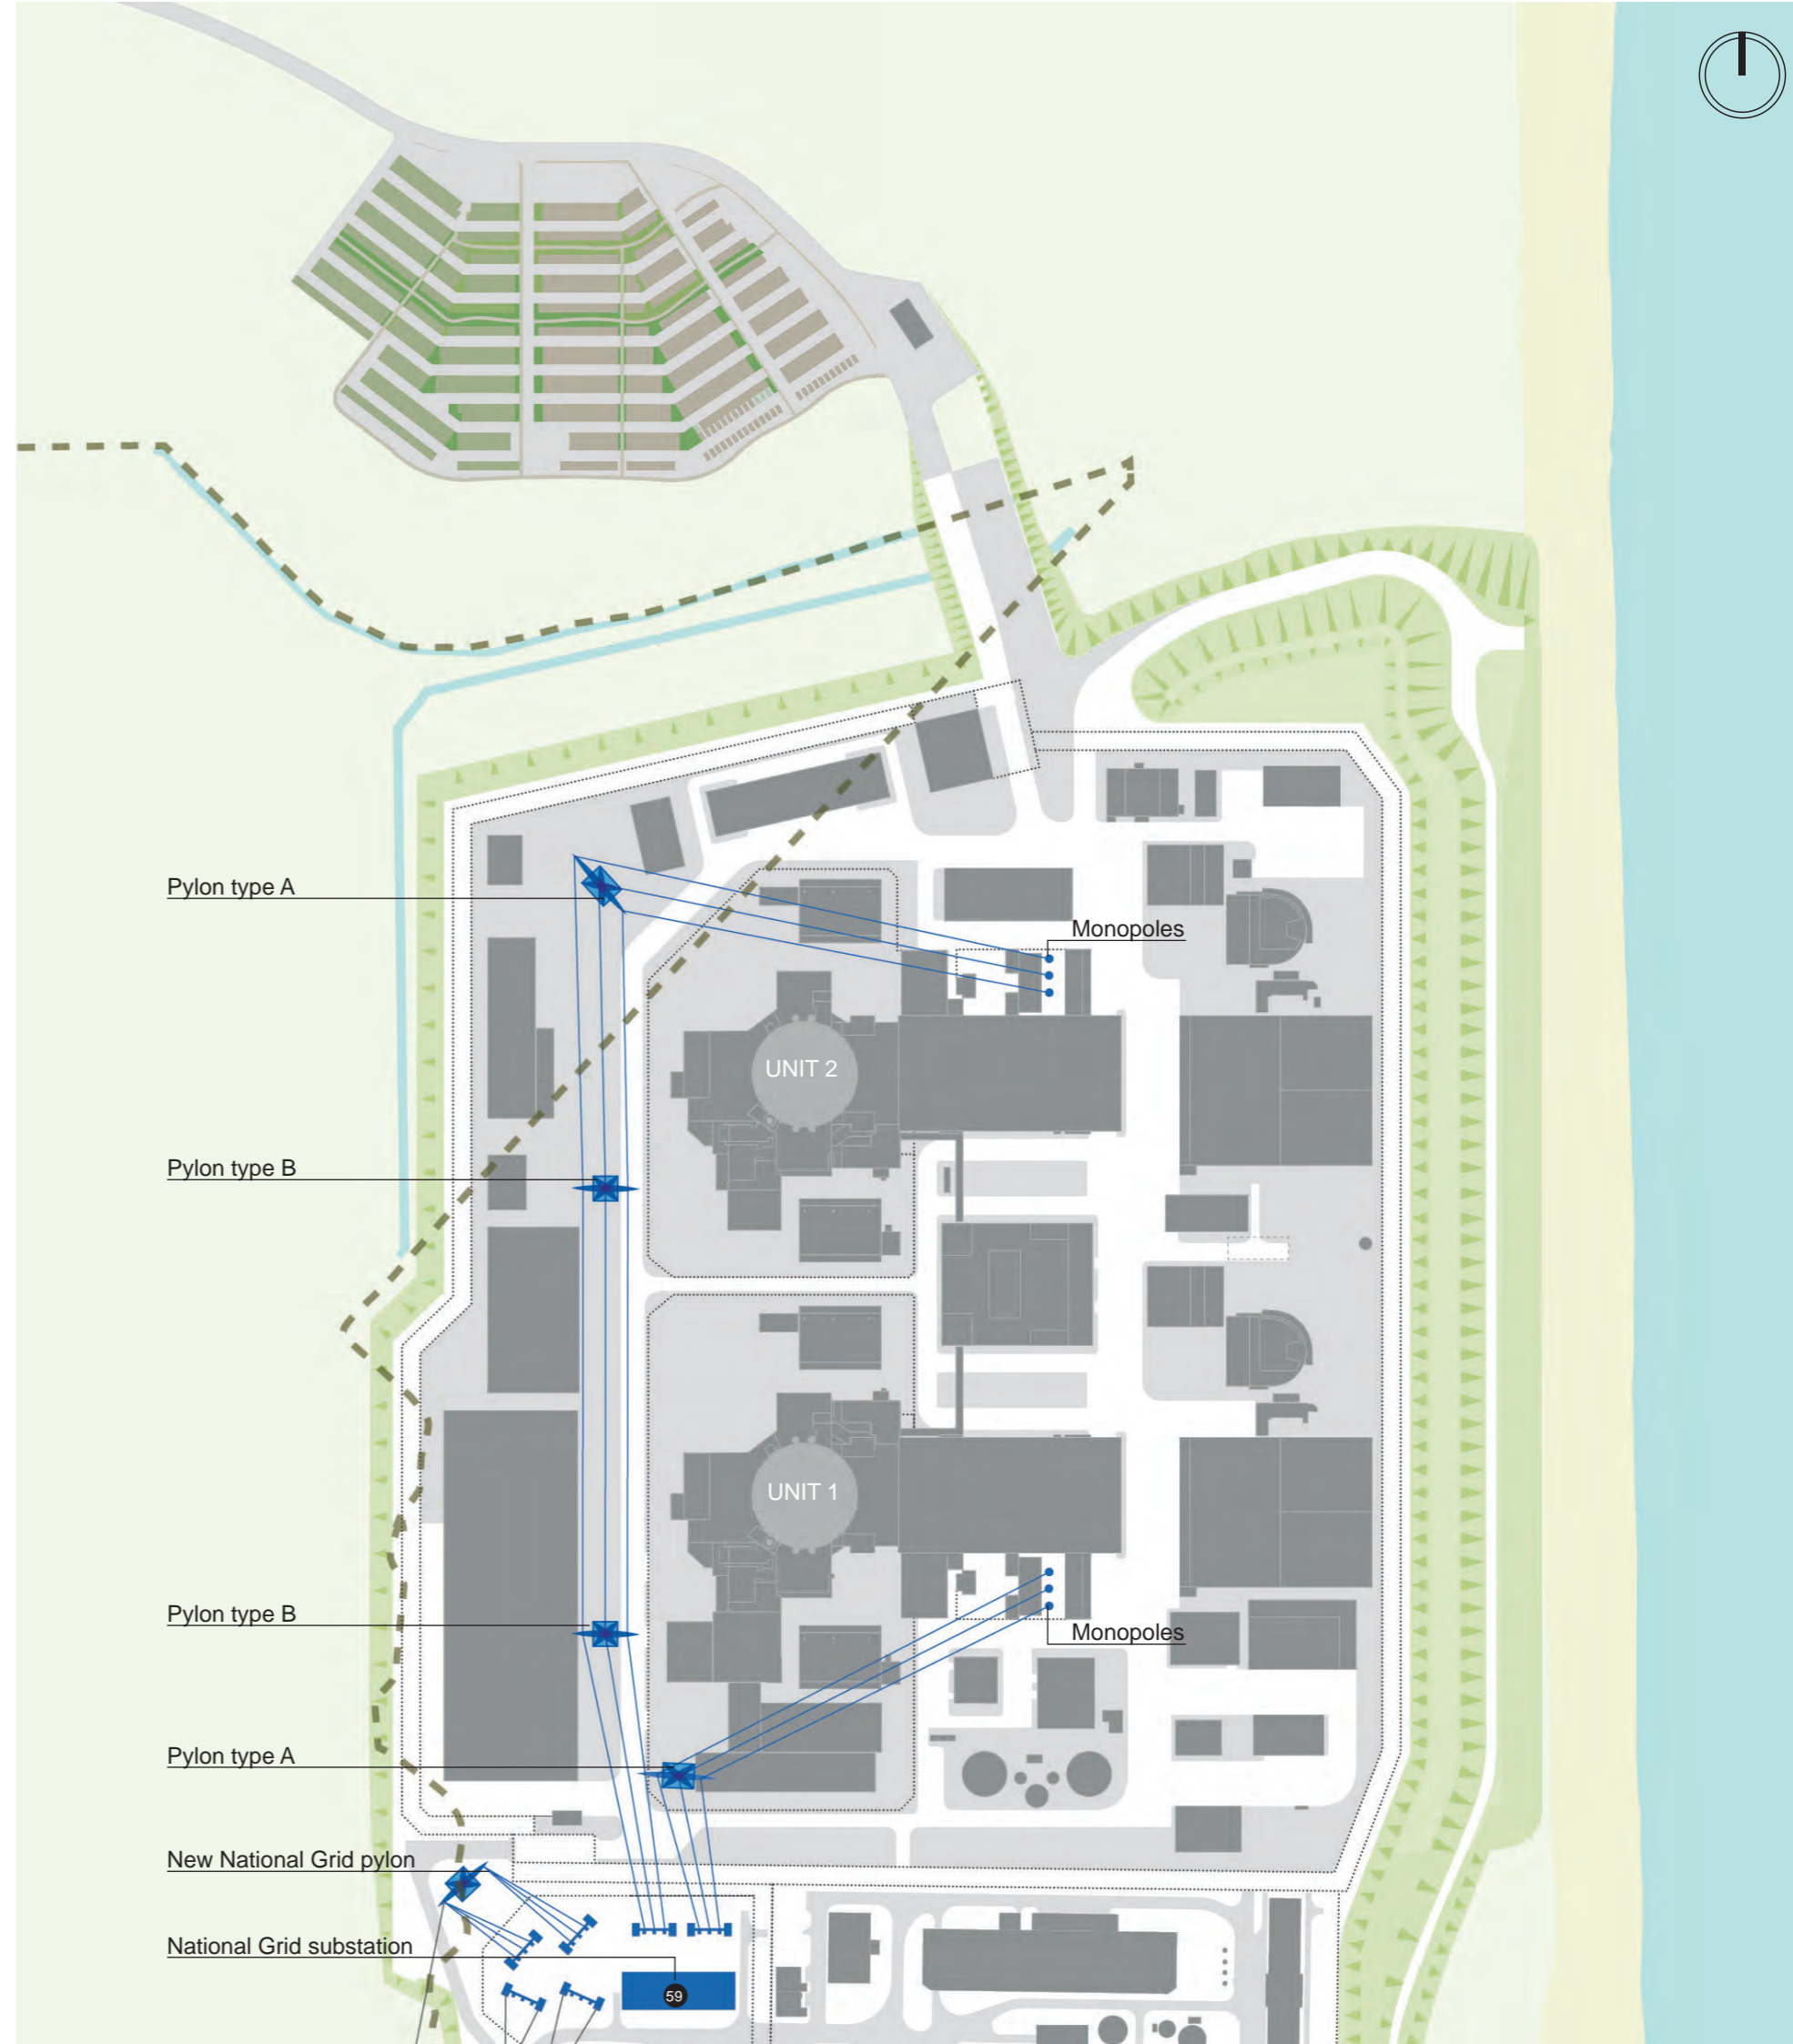 Pylon type A
Monopoles
UNIT 2
Pylon type B
UNIT 1
Pylon type B
Monopoles
Pylon type A
New National Grid pylon
National Grid substation
59